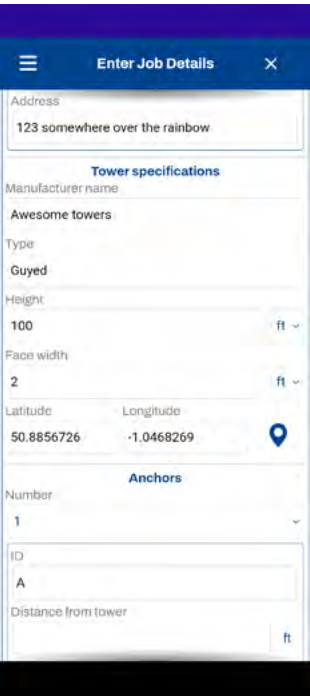 Enter Job Details
Address
123 somewhere over the rainbow
Tower specifications
Manufacturer name
Awesome towers
Type
Guyed
Height
100 ft
Face width
2 ft
Latitude Longitude
50.8856726 -1.0468269
Anchors
Number
1
ID
A
Distance from tower
ft